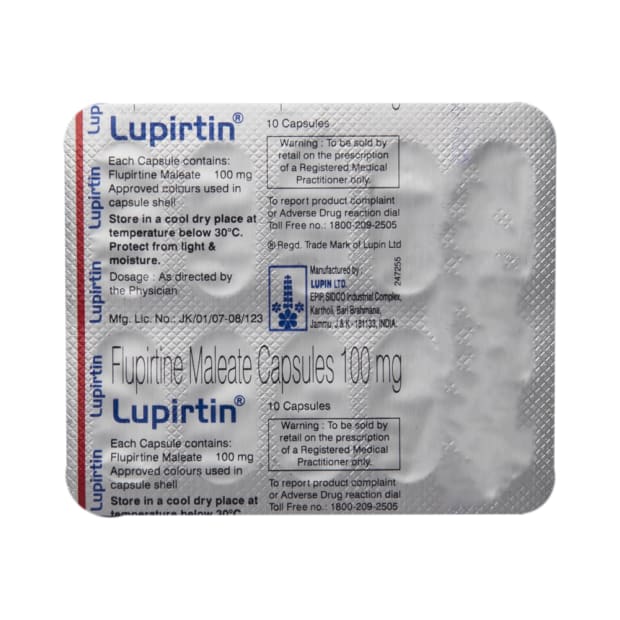 Lupirtin®
10 Capsules
Each Capsule contains:
Flupirtine Maleate 100 mg
Approved colours used in
capsule shell
Store in a cool dry place at
temperature below 30°C.
Protect from light &
moisture.
Dosage : As directed by
the Physician
Mfg. Lic. No.: JK/01/07-08/123
Warning : To be sold by
retail on the prescription
of a Registered Medical
Practitioner only.
To report product complaint
or Adverse Drug reaction dial
Toll Free no.: 1800-209-2505
® Regd. Trade Mark of Lupin Ltd
Manufactured by :
LUPIN LTD.
EPIP, SIDCO Industrial Complex,
Kartholi, Bari Brahmana,
Jammu, J & K - 181133, INDIA.
247255
Flupirtine Maleate Capsules 100 mg
Lupirtin®
10 Capsules
Each Capsule contains:
Flupirtine Maleate 100 mg
Approved colours used in
capsule shell
Store in a cool dry place at
temperature below 30°C.
Warning : To be sold by
retail on the prescription
of a Registered Medical
Practitioner only.
To report product complaint
or Adverse Drug reaction dial
Toll Free no.: 1800-209-2505
Lup
Lupirtin
Lupirtin
Lupirtin
Lupirtin